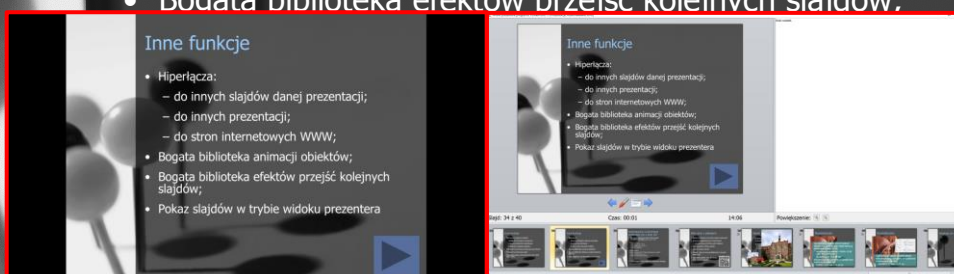 • Bogata biblioteka efektów przejść kolejnych slajdów;
Inne funkcje
• Hiperłącza:
– do innych slajdów danej prezentacji;
– do innych prezentacji;
– do stron internetowych WWW;
• Bogata biblioteka animacji obiektów;
• Bogata biblioteka efektów przejść kolejnych
slajdów;
• Pokaz slajdów w trybie widoku prezentera
Inne funkcje
• Hiperłącza:
– do innych slajdów danej prezentacji;
– do innych prezentacji;
– do stron internetowych WWW;
• Bogata biblioteka animacji obiektów;
• Bogata biblioteka efektów przejść kolejnych
slajdów;
• Pokaz slajdów w trybie widoku prezentera
Slajd: 34 z 40
Czas: 00:01
14:06
Powiększenie: